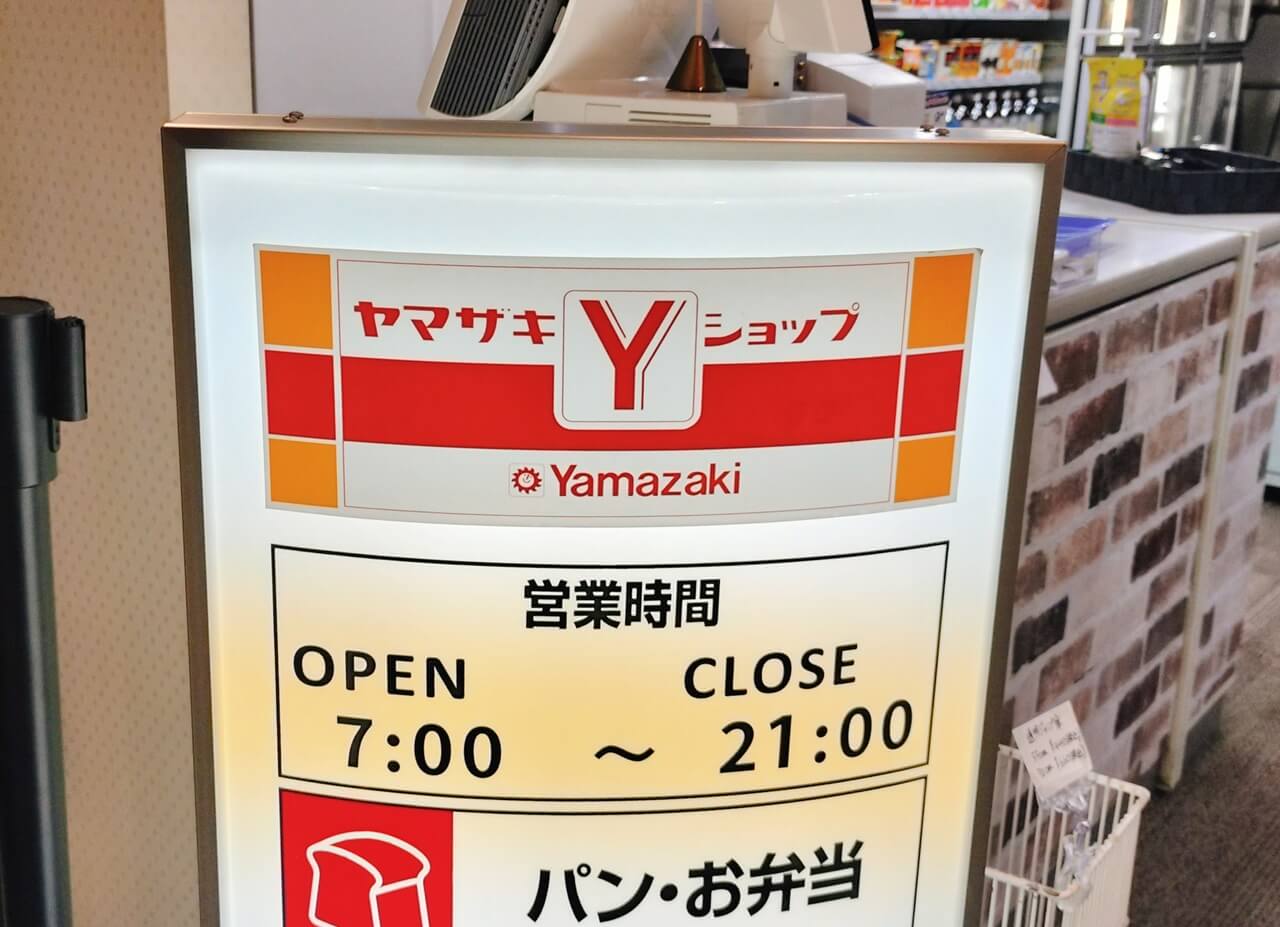 ヤマザキ Y ショップ
Yamazaki
営業時間
OPEN CLOSE
7:00 ～ 21:00
パン・お弁当